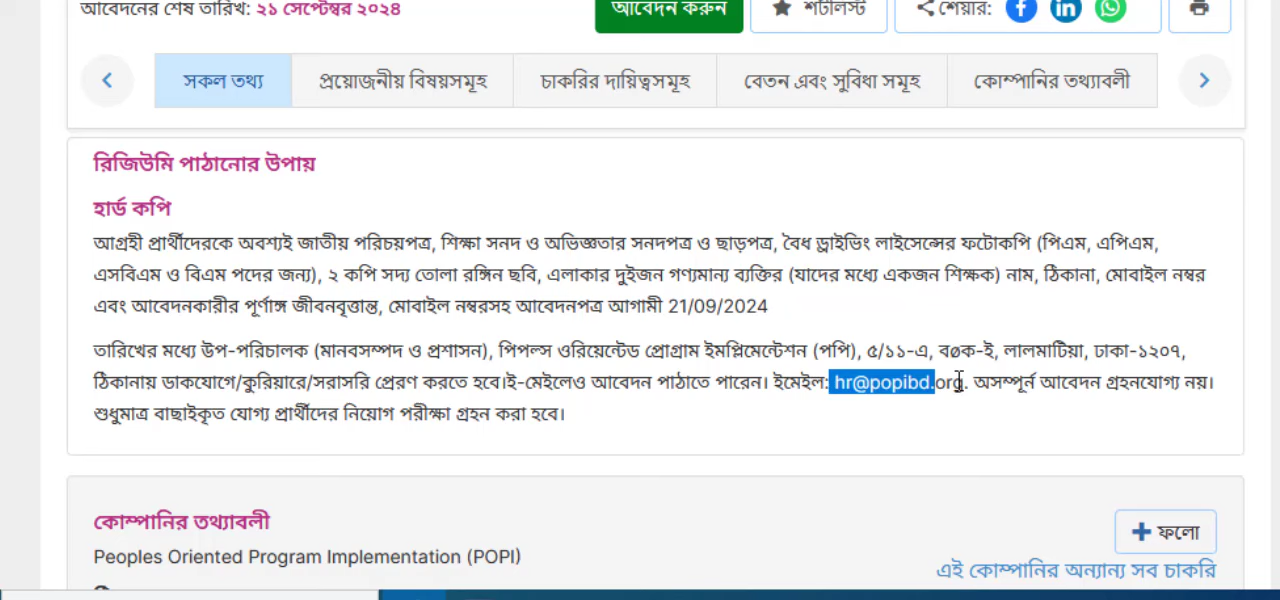 আবেদনের শেষ তারিখ: ২১ সেপ্টেম্বর ২০২৪
আবেদন করুন
শর্টলিস্ট
শেয়ার:
সকল তথ্য
প্রয়োজনীয় বিষয়সমূহ
চাকরির দায়িত্বসমূহ
বেতন এবং সুবিধা সমূহ
কোম্পানির তথ্যাবলী
রিজিউমি পাঠানোর উপায়
হার্ড কপি
আগ্রহী প্রার্থীদেরকে অবশ্যই জাতীয় পরিচয়পত্র, শিক্ষা সনদ ও অভিজ্ঞতার সনদপত্র ও ছাড়পত্র, বৈধ ড্রাইভিং লাইসেন্সের ফটোকপি (পিএম, এপিএম,
এসবিএম ও বিএম পদের জন্য), ২ কপি সদ্য তোলা রঙ্গিন ছবি, এলাকার দুইজন গণ্যমান্য ব্যক্তির (যাদের মধ্যে একজন শিক্ষক) নাম, ঠিকানা, মোবাইল নম্বর
এবং আবেদনকারীর পূর্ণাঙ্গ জীবনবৃত্তান্ত, মোবাইল নম্বরসহ আবেদনপত্র আগামী 21/09/2024
তারিখের মধ্যে উপ-পরিচালক (মানবসম্পদ ও প্রশাসন), পিপল্স ওরিয়েন্টেড প্রোগ্রাম ইমপ্লিমেন্টেশন (পপি), ৫/১১-এ, বøক-ই, লালমাটিয়া, ঢাকা-১২০৭,
ঠিকানায় ডাকযোগে/কুরিয়ারে/সরাসরি প্রেরণ করতে হবে।ই-মেইলেও আবেদন পাঠাতে পারেন। ইমেইল: hr@popibd.org. অসম্পূর্ন আবেদন গ্রহনযোগ্য নয়।
শুধুমাত্র বাছাইকৃত যোগ্য প্রার্থীদের নিয়োগ পরীক্ষা গ্রহন করা হবে।
কোম্পানির তথ্যাবলী
ফলো
Peoples Oriented Program Implementation (POPI)
এই কোম্পানির অন্যান্য সব চাকরি